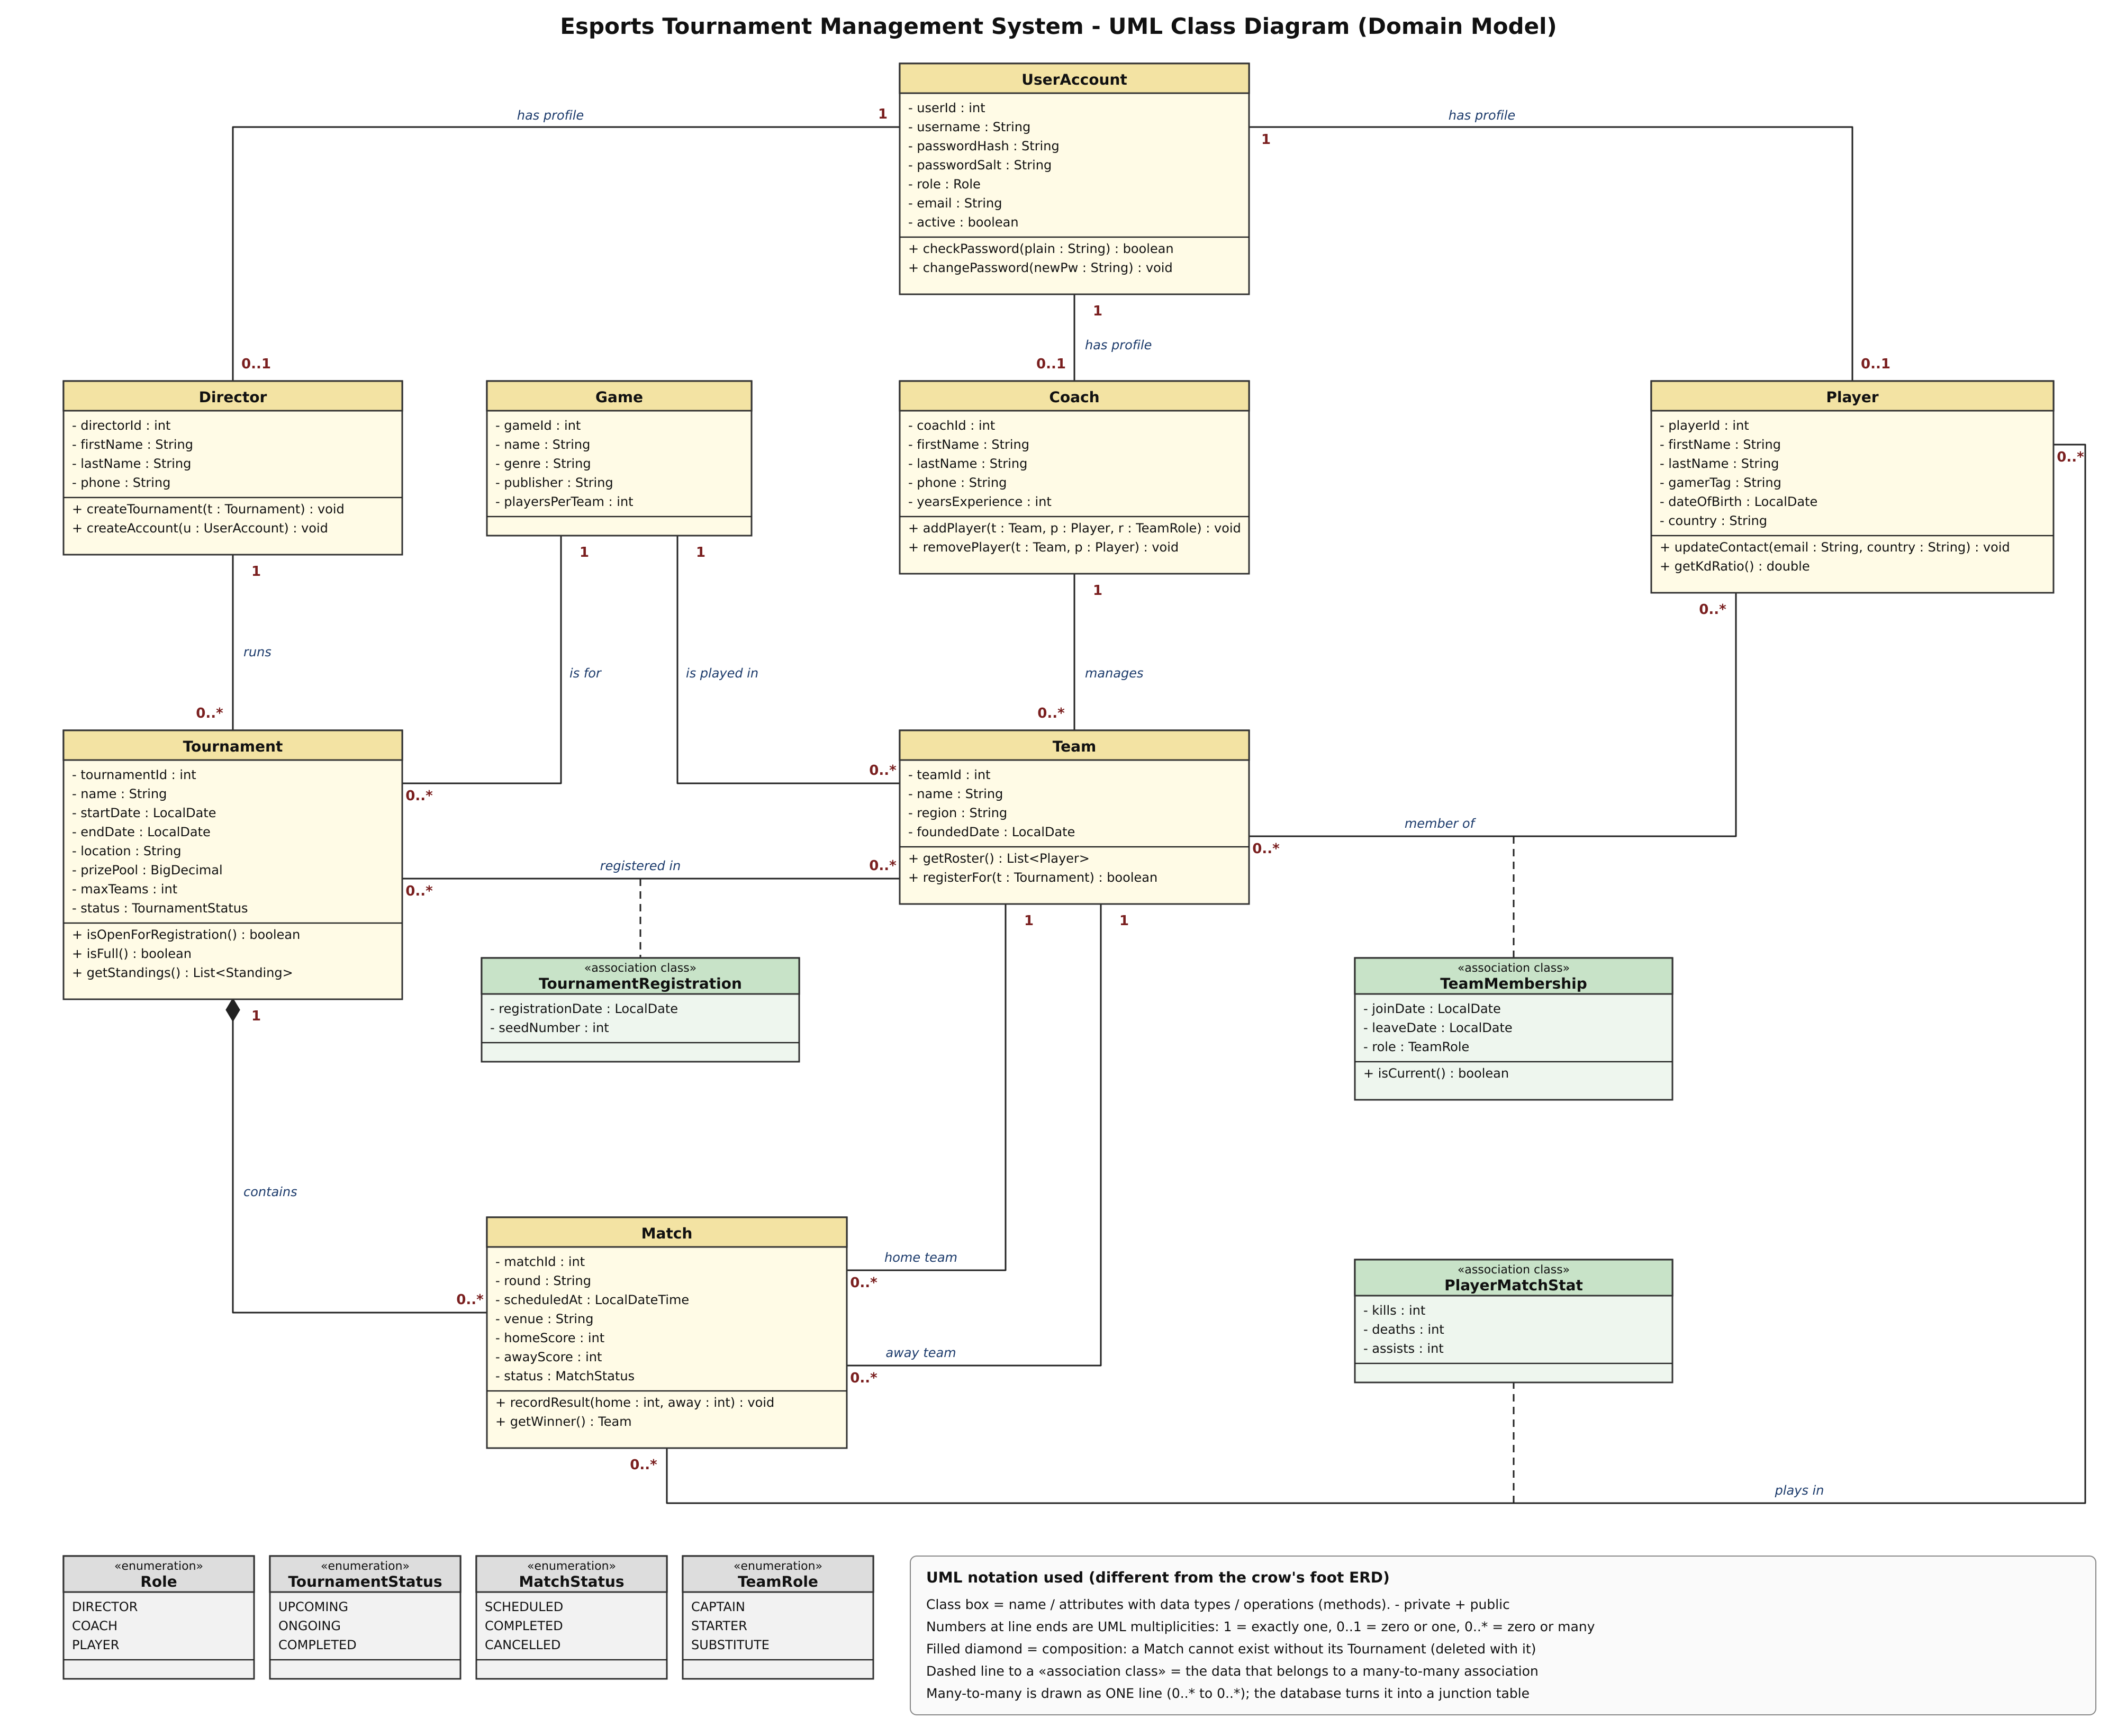 Esports Tournament Management System - UML Class Diagram (Domain Model)
UserAccount
- userId : int
- username : String
- passwordHash : String
- passwordSalt : String
- role : Role
- email : String
- active : boolean
+ checkPassword(plain : String) : boolean
+ changePassword(newPw : String) : void
has profile
1
0..1
has profile
1
0..1
1
has profile
0..1
Director
- directorId : int
- firstName : String
- lastName : String
- phone : String
+ createTournament(t : Tournament) : void
+ createAccount(u : UserAccount) : void
Game
- gameId : int
- name : String
- genre : String
- publisher : String
- playersPerTeam : int
Coach
- coachId : int
- firstName : String
- lastName : String
- phone : String
- yearsExperience : int
+ addPlayer(t : Team, p : Player, r : TeamRole) : void
+ removePlayer(t : Team, p : Player) : void
Player
- playerId : int
- firstName : String
- lastName : String
- gamerTag : String
- dateOfBirth : LocalDate
- country : String
+ updateContact(email : String, country : String) : void
+ getKdRatio() : double
0..*
1
runs
0..*
1
is for
0..*
1
is played in
0..*
1
manages
0..*
0..*
member of
0..*
Tournament
- tournamentId : int
- name : String
- startDate : LocalDate
- endDate : LocalDate
- location : String
- prizePool : BigDecimal
- maxTeams : int
- status : TournamentStatus
+ isOpenForRegistration() : boolean
+ isFull() : boolean
+ getStandings() : List<Standing>
Team
- teamId : int
- name : String
- region : String
- foundedDate : LocalDate
+ getRoster() : List<Player>
+ registerFor(t : Tournament) : boolean
registered in
0..*
0..*
«association class»
TournamentRegistration
- registrationDate : LocalDate
- seedNumber : int
«association class»
TeamMembership
- joinDate : LocalDate
- leaveDate : LocalDate
- role : TeamRole
+ isCurrent() : boolean
1
contains
0..*
1
home team
0..*
1
away team
0..*
Match
- matchId : int
- round : String
- scheduledAt : LocalDateTime
- venue : String
- homeScore : int
- awayScore : int
- status : MatchStatus
+ recordResult(home : int, away : int) : void
+ getWinner() : Team
«association class»
PlayerMatchStat
- kills : int
- deaths : int
- assists : int
0..*
plays in
«enumeration»
Role
DIRECTOR
COACH
PLAYER
«enumeration»
TournamentStatus
UPCOMING
ONGOING
COMPLETED
«enumeration»
MatchStatus
SCHEDULED
COMPLETED
CANCELLED
«enumeration»
TeamRole
CAPTAIN
STARTER
SUBSTITUTE
UML notation used (different from the crow's foot ERD)
Class box = name / attributes with data types / operations (methods). - private + public
Numbers at line ends are UML multiplicities: 1 = exactly one, 0..1 = zero or one, 0..* = zero or many
Filled diamond = composition: a Match cannot exist without its Tournament (deleted with it)
Dashed line to a «association class» = the data that belongs to a many-to-many association
Many-to-many is drawn as ONE line (0..* to 0..*); the database turns it into a junction table